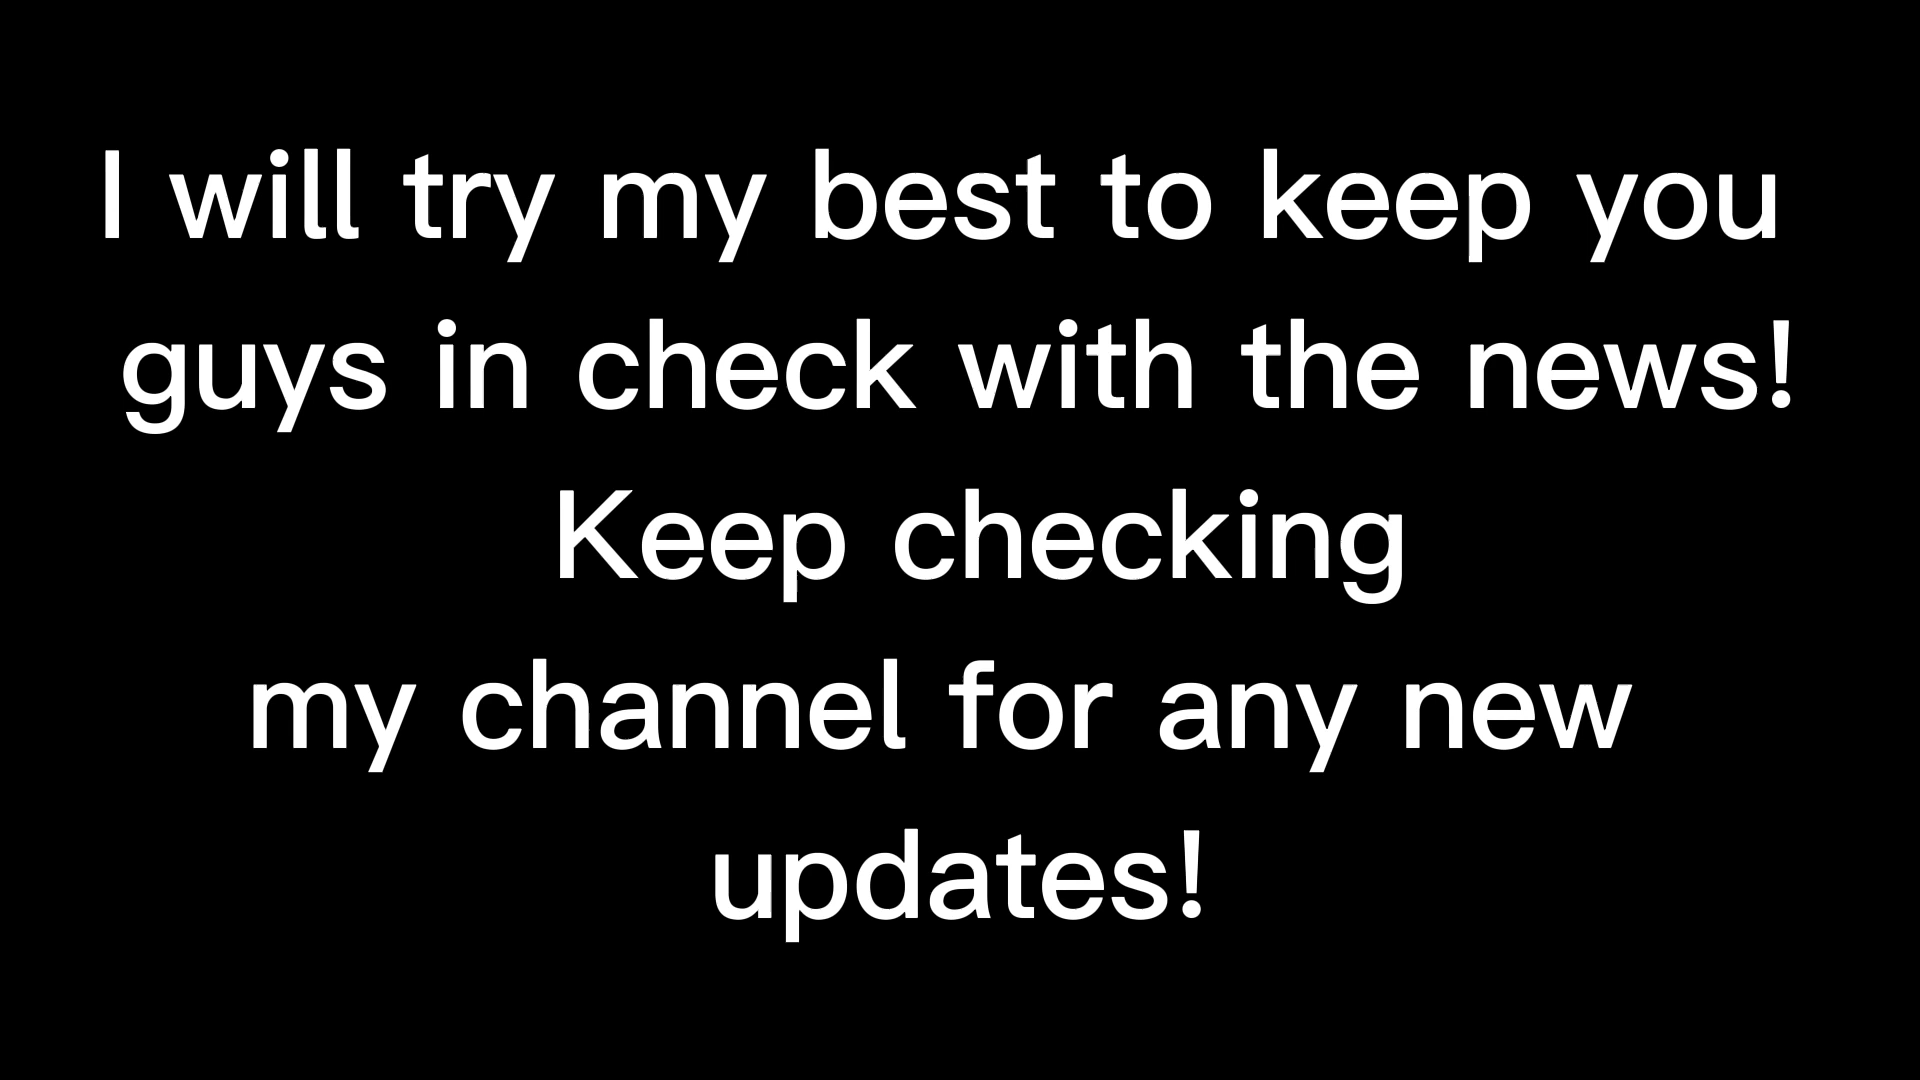 I will try my best to keep you
guys in check with the news!
Keep checking
my channel for any new
updates!